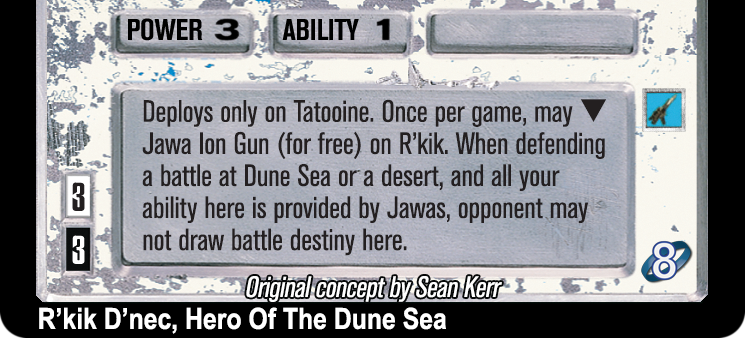 POWER 3 ABILITY 1
Deploys only on Tatooine. Once per game, may ▼
Jawa Ion Gun (for free) on R'kik. When defending
a battle at Dune Sea or a desert, and all your
ability here is provided by Jawas, opponent may
not draw battle destiny here.
3
3
8
Original concept by Sean Kerr
R'kik D'nec, Hero Of The Dune Sea